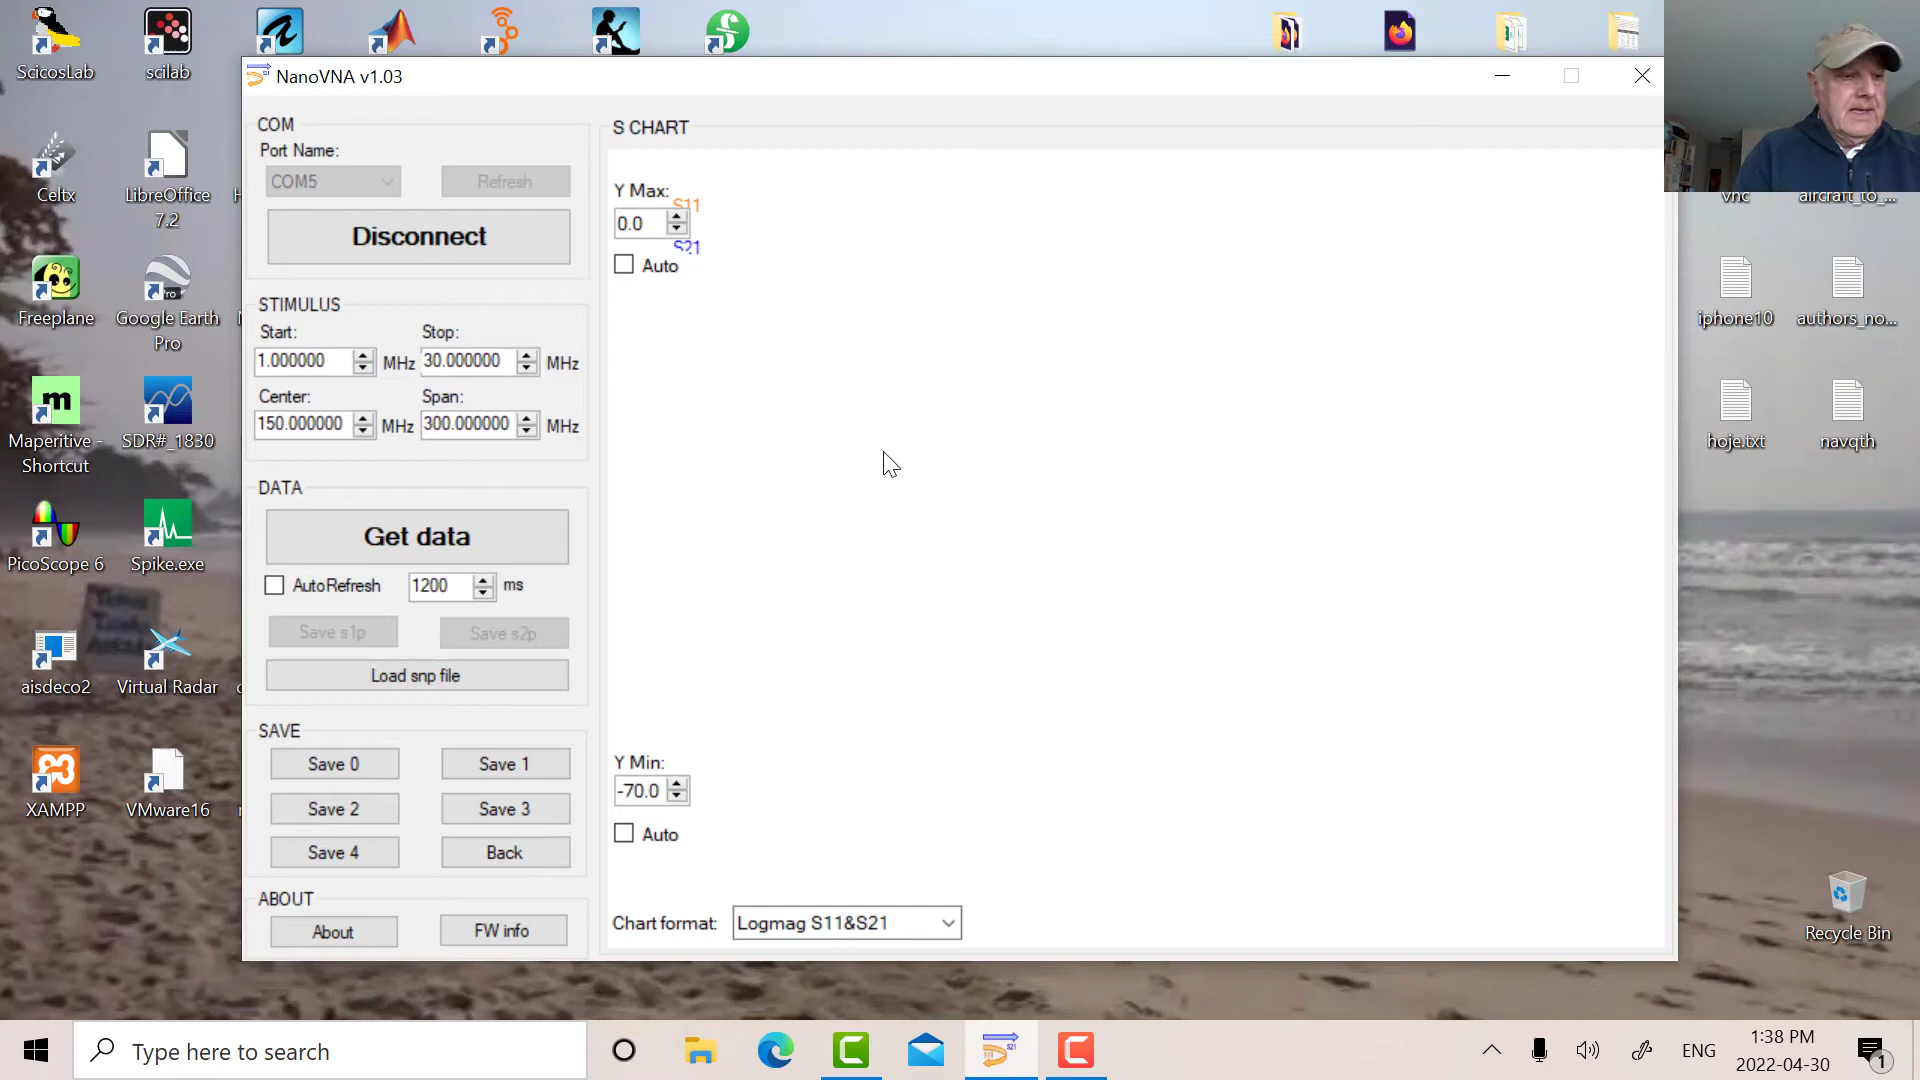 NanoVNA v1.03
ScicosLab
scilab
Celtx
LibreOffice
7.2
Freeplane
Google Earth
Pro
Maperitive -
Shortcut
SDR#_1830
PicoScope 6
Spike.exe
aisdeco2
Virtual Radar
XAMPP
VMware16
COM
Port Name:
COM5
Refresh
Disconnect
STIMULUS
Start:
Stop:
1.000000 MHz 30.000000 MHz
Center:
Span:
150.000000 MHz 300.000000 MHz
DATA
Get data
AutoRefresh 1200 ms
Save s1p
Save s2p
Load snp file
SAVE
Save 0
Save 1
Save 2
Save 3
Save 4
Back
ABOUT
About
FW info
S CHART
Y Max:
S11
0.0
S21
Auto
Y Min:
-70.0
Auto
Chart format: Logmag S11&S21
vnc
aircraft_to_...
iphone10
authors_no...
hoje.txt
navqth
Recycle Bin
Type here to search
ENG
1:38 PM
2022-04-30
1